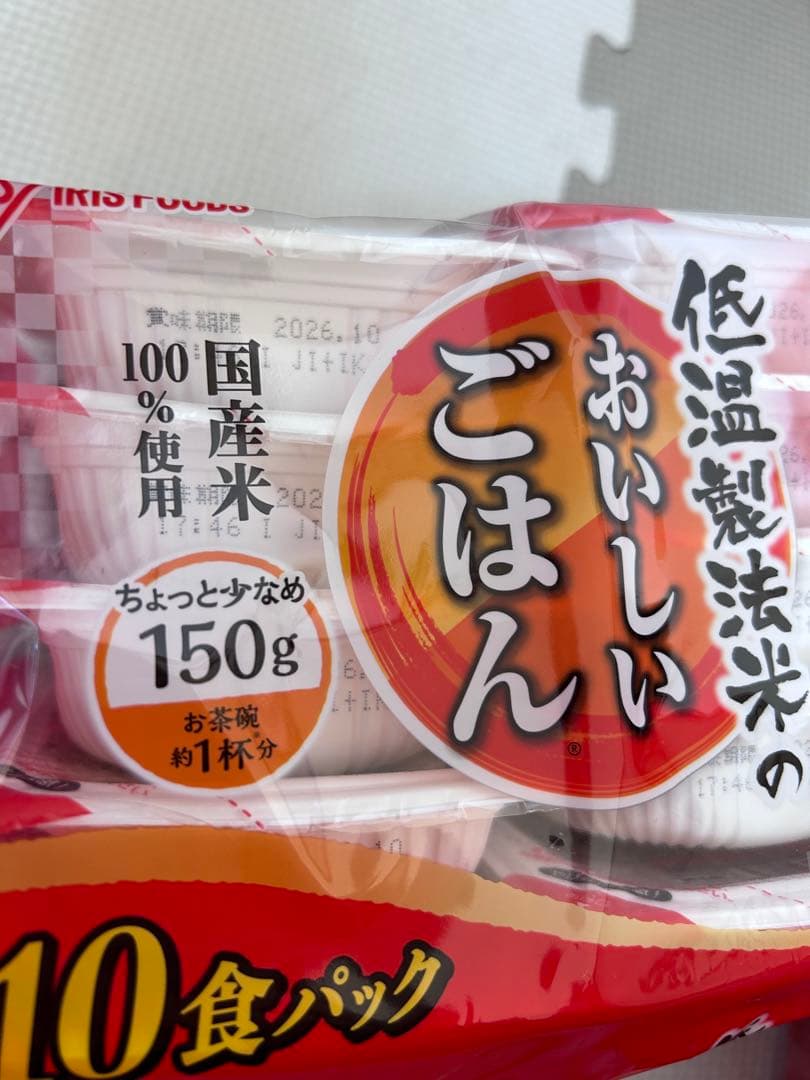 IRIS FOODS
低温製法米の
おいしい
ごはん
®
国産米
100%使用
賞味期限 2026.10
ちょっと少なめ
150g
お茶碗
約1杯分
※
17:46 I
10食パック